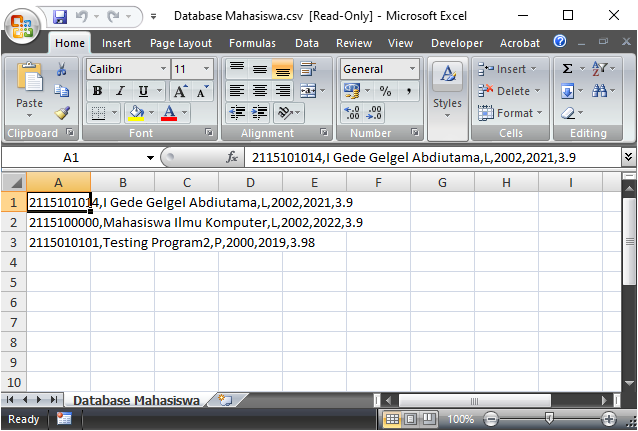 Database Mahasiswa.csv [Read-Only] - Microsoft Excel
Home Insert Page Layout Formulas Data Review View Developer Acrobat
Paste
Clipboard
Calibri 11
B I U
A A
Font
Alignment
General
$ % ,
.00 .0
.0 .00
Number
Styles
Insert
Delete
Format
Cells
Σ A Z
Editing
A1 fx 2115101014,I Gede Gelgel Abdiutama,L,2002,2021,3.9
A B C D E F G H I
1 2115101014,I Gede Gelgel Abdiutama,L,2002,2021,3.9
2 2115100000,Mahasiswa Ilmu Komputer,L,2002,2022,3.9
3 2115010101,Testing Program2,P,2000,2019,3.98
4
5
6
7
8
9
10
Database Mahasiswa
Ready 100%